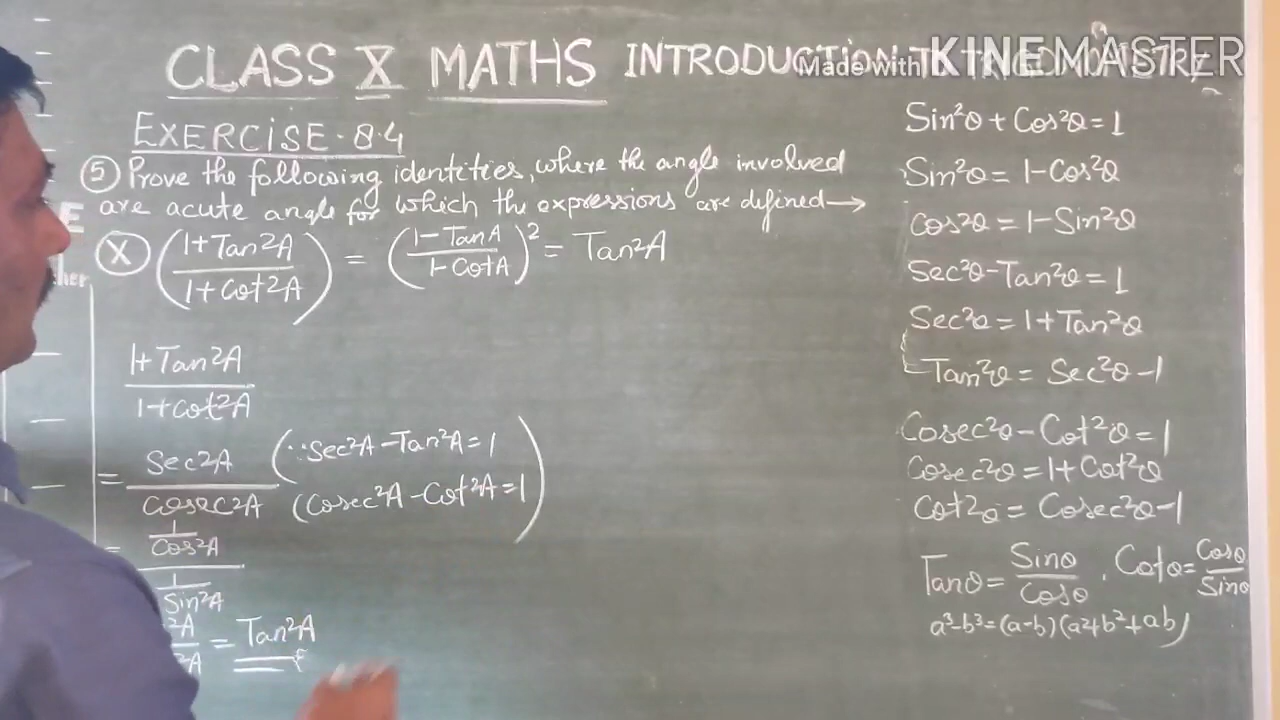 CLASS X MATHS INTRODUCTION TO TRIGONOMETRY
Made with KINEMASTER
EXERCISE-8.4
⑤ Prove the following identities, where the angle involved
are acute angle for which the expressions are defined→
Ⓧ ((1+Tan²A)/(1+Cot²A)) = ((1-TanA)/(1-CotA))² = Tan²A
1+Tan²A
1+cot²A
= Sec²A / Cosec²A (∵Sec²A-Tan²A=1
(Cosec²A-Cot²A=1)
= 1/Cos²A
1/Sin²A
²A/²A = Tan²A
Sin²θ+Cos²θ=1
Sin²θ=1-Cos²θ
Cos²θ=1-Sin²θ
Sec²θ-Tan²θ=1
Sec²θ=1+Tan²θ
Tan²θ=Sec²θ-1
Cosec²θ-Cot²θ=1
Cosec²θ=1+Cot²θ
Cot²θ=Cosec²θ-1
Tanθ=Sinθ/Cosθ, Cotθ=Cosθ/Sinθ
a³-b³=(a-b)(a²+b²+ab)